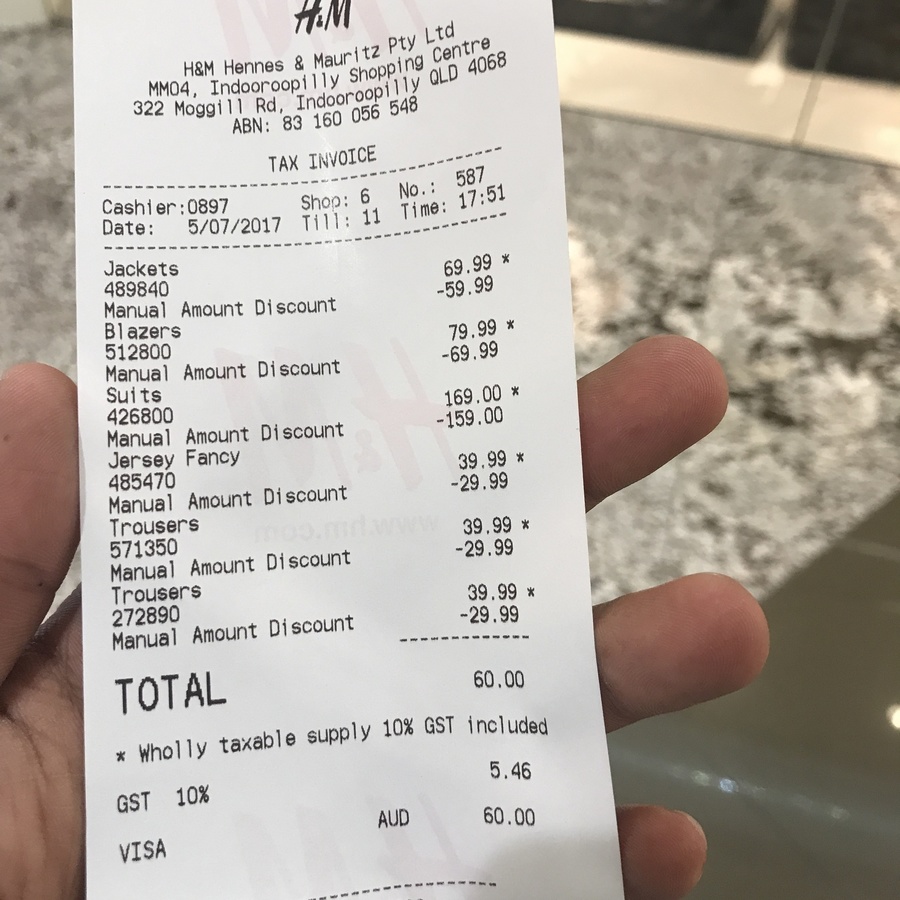 H&M
H&M Hennes & Mauritz Pty Ltd
MM04, Indooroopilly Shopping Centre
322 Moggill Rd, Indooroopilly QLD 4068
ABN: 83 160 056 548
TAX INVOICE
Cashier:0897 Shop: 6 No.: 587
Date: 5/07/2017 Till: 11 Time: 17:51
Jackets 69.99 *
489840 -59.99
Manual Amount Discount
Blazers 79.99 *
512800 -69.99
Manual Amount Discount
Suits 169.00 *
426800 -159.00
Manual Amount Discount
Jersey Fancy 39.99 *
485470 -29.99
Manual Amount Discount
Trousers 39.99 *
571350 -29.99
Manual Amount Discount
Trousers 39.99 *
272890 -29.99
Manual Amount Discount
TOTAL 60.00
* Wholly taxable supply 10% GST included
GST 10% 5.46
VISA AUD 60.00
H&M
www.hm.com